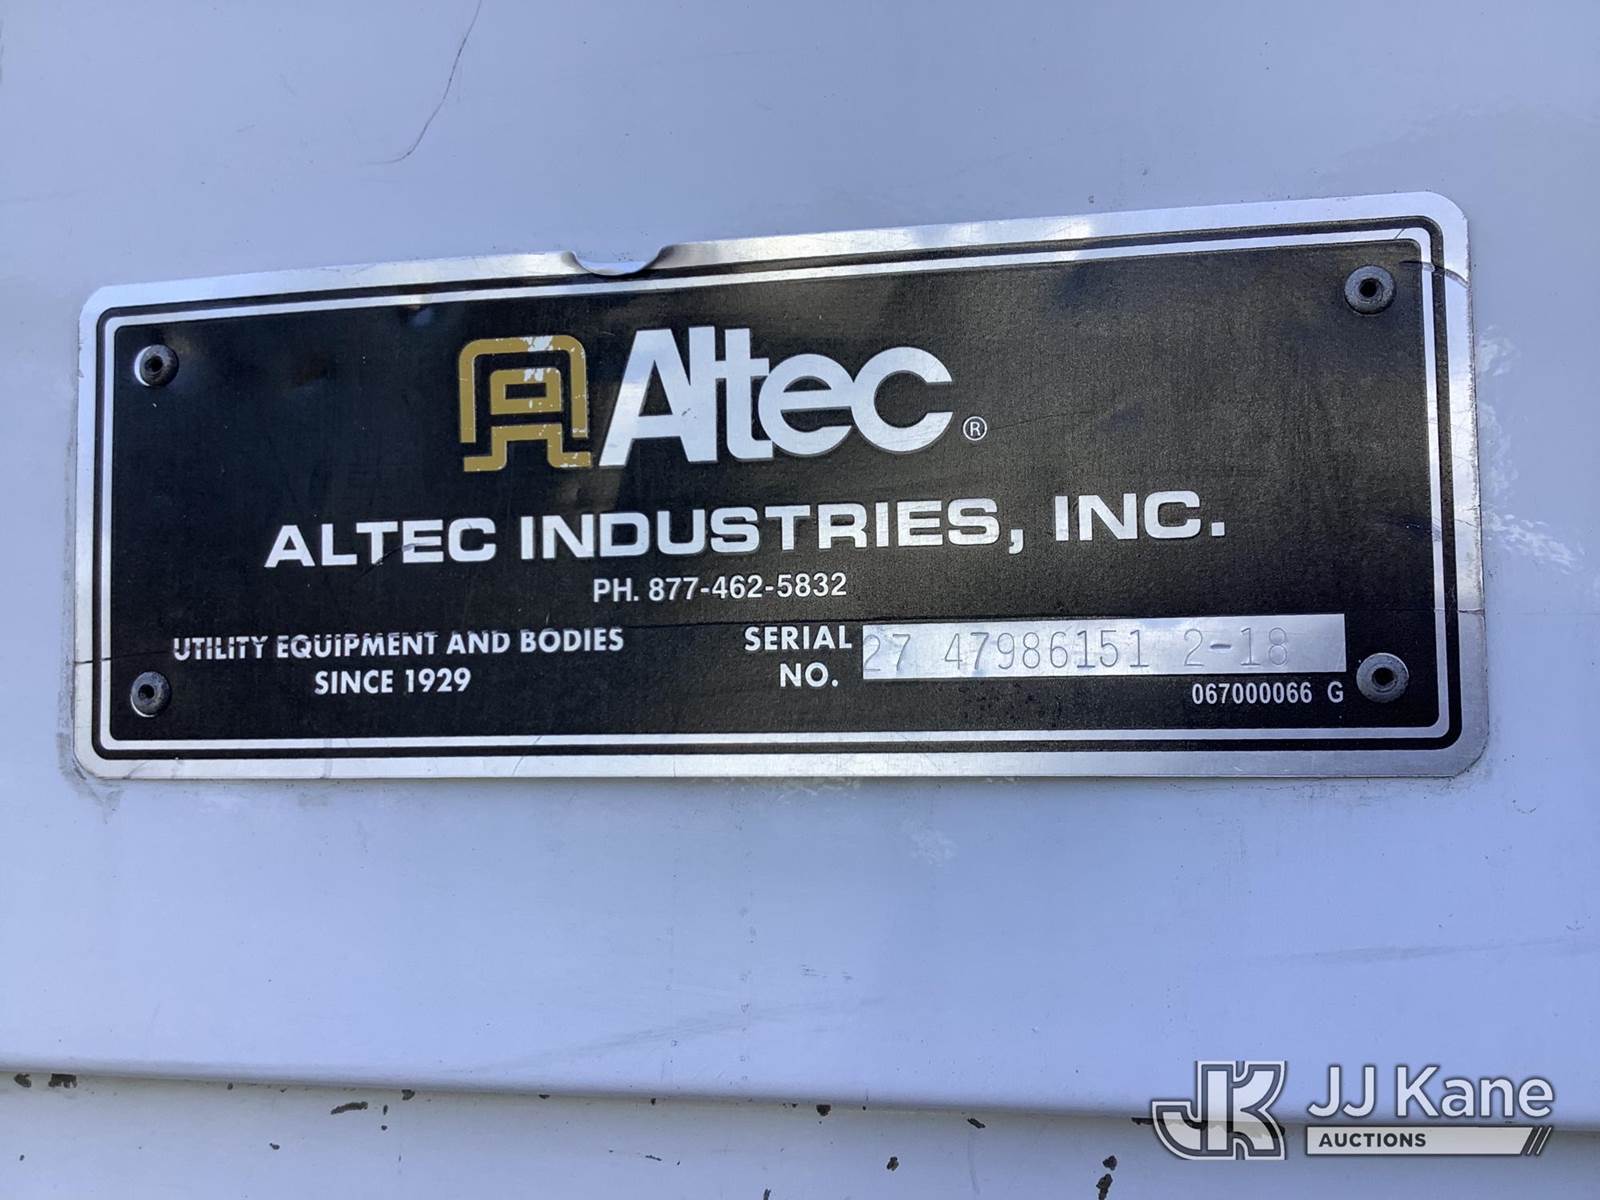 Altec®
ALTEC INDUSTRIES, INC.
PH. 877-462-5832
UTILITY EQUIPMENT AND BODIES
SINCE 1929
SERIAL NO. 27 47986151 2-18
067000066 G
JK JJ Kane
AUCTIONS